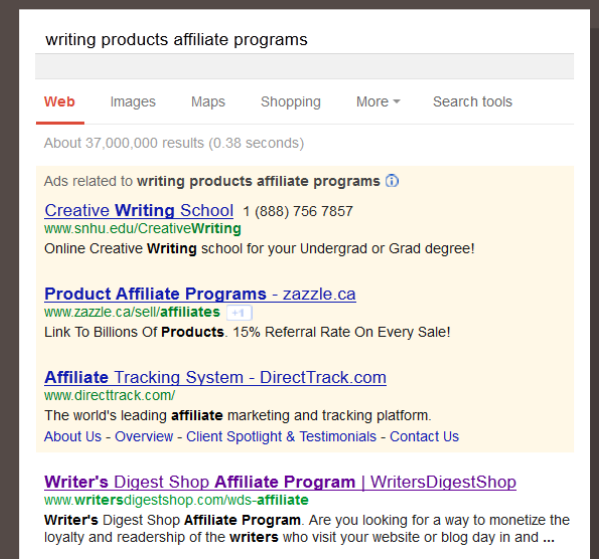 writing products affiliate programs
Web Images Maps Shopping More Search tools
About 37,000,000 results (0.38 seconds)
Ads related to writing products affiliate programs
Creative Writing School 1 (888) 756 7857
www.snhu.edu/CreativeWriting
Online Creative Writing school for your Undergrad or Grad degree!
Product Affiliate Programs - zazzle.ca
www.zazzle.ca/sell/affiliates +1
Link To Billions Of Products. 15% Referral Rate On Every Sale!
Affiliate Tracking System - DirectTrack.com
www.directtrack.com/
The world's leading affiliate marketing and tracking platform.
About Us - Overview - Client Spotlight & Testimonials - Contact Us
Writer's Digest Shop Affiliate Program | WritersDigestShop
www.writersdigestshop.com/wds-affiliate
Writer's Digest Shop Affiliate Program. Are you looking for a way to monetize the
loyalty and readership of the writers who visit your website or blog day in and ...